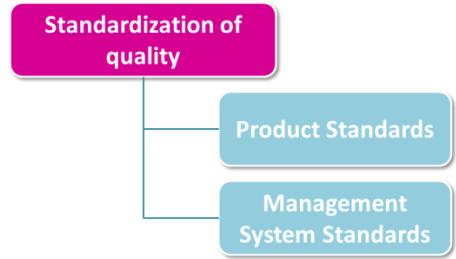 Standardization of
quality
Product Standards
Management
System Standards